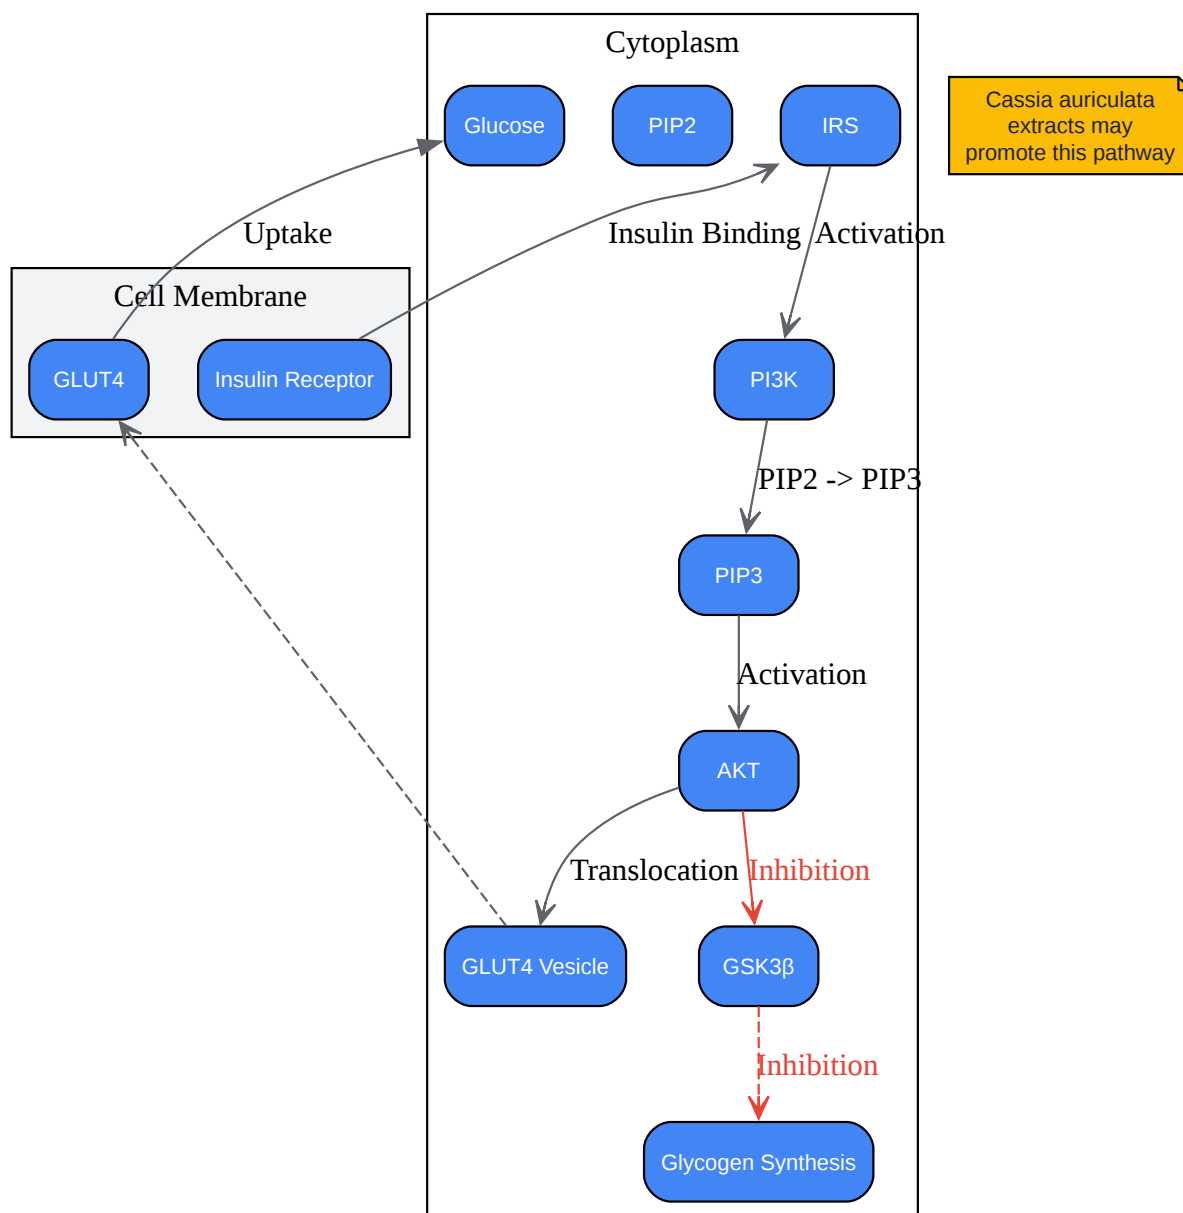 Cytoplasm
Glucose
PIP2
IRS
Cassia auriculata
extracts may
promote this pathway
Uptake
Insulin Binding
Activation
Cell Membrane
GLUT4
Insulin Receptor
PI3K
PIP2 -> PIP3
PIP3
Activation
AKT
Translocation
Inhibition
GLUT4 Vesicle
GSK3β
Inhibition
Glycogen Synthesis